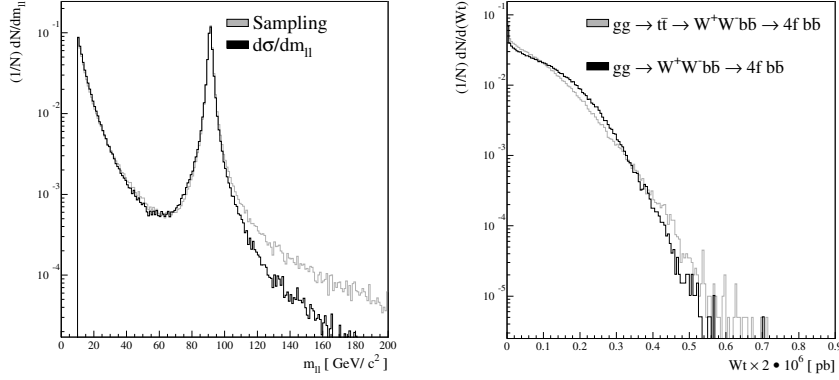 (1/N) dN/dm_ll
Sampling
dσ/dm_ll
10^-1
10^-2
10^-3
10^-4
0 20 40 60 80 100 120 140 160 180 200
m_ll [ GeV/ c^2 ]
(1/N) dN/d(Wt)
gg → tt̄ → W^+W^-bb̄ → 4f bb̄
gg → W^+W^-bb̄ → 4f bb̄
10^-1
10^-2
10^-3
10^-4
10^-5
0 0.1 0.2 0.3 0.4 0.5 0.6 0.7 0.8 0.9
Wt × 2 • 10^6 [ pb]